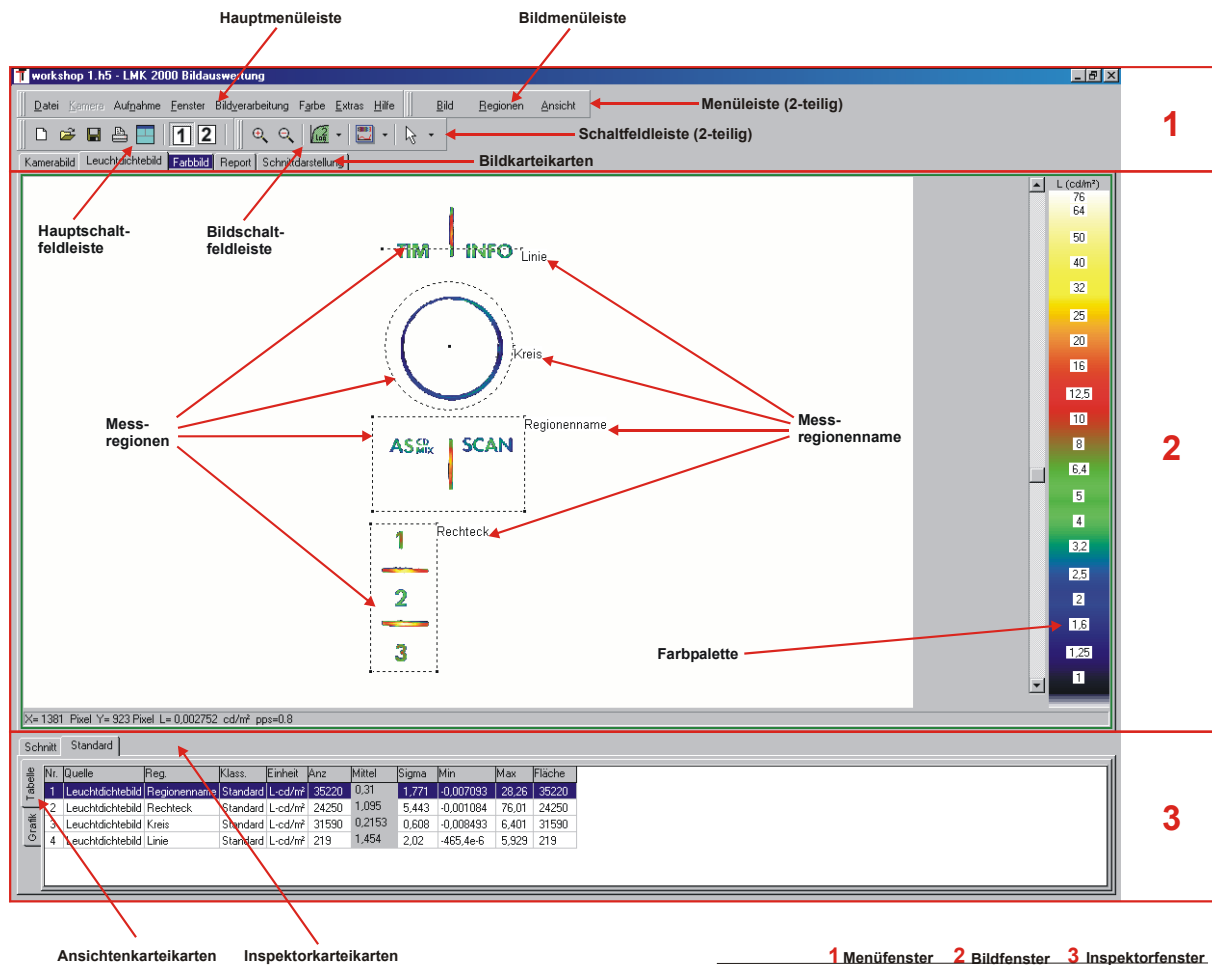 Hauptmenüleiste Bildmenüleiste
workshop 1.h5 - LMK 2000 Bildauswertung
Datei Kamera Aufnahme Fenster Bildverarbeitung Farbe Extras Hilfe Bild Regionen Ansicht
Menüleiste (2-teilig)
1 2 2 LOG
Schaltfeldleiste (2-teilig)
1
Kamerabild Leuchtdichtebild Farbbild Report Schnittdarstellung
Bildkarteikarten
Hauptschalt-
feldleiste
Bildschalt-
feldleiste
TIM INFO
Linie
Kreis
Mess-
regionen
Regionenname
Mess-
regionenname
AS CD MIX SCAN
Rechteck
1
2
3
Farbpalette
L (cd/m²)
76
64
50
40
32
25
20
16
12,5
10
8
6,4
5
4
3,2
2,5
2
1,6
1,25
1
2
X= 1381 Pixel Y= 923 Pixel L= 0,002752 cd/m² pps=0.8
Schnitt Standard
Tabelle
Grafik
Nr. Quelle Reg. Klass. Einheit Anz Mittel Sigma Min Max Fläche
1 Leuchtdichtebild Regionenname Standard L-cd/m² 35220 0,31 1,771 -0,007093 28,26 35220
2 Leuchtdichtebild Rechteck Standard L-cd/m² 24250 1,095 5,443 -0,001084 76,01 24250
3 Leuchtdichtebild Kreis Standard L-cd/m² 31590 0,2153 0,608 -0,008493 6,401 31590
4 Leuchtdichtebild Linie Standard L-cd/m² 219 1,454 2,02 -465,4e-6 5,929 219
3
Ansichtenkarteikarten Inspektorkarteikarten
1 Menüfenster 2 Bildfenster 3 Inspektorfenster